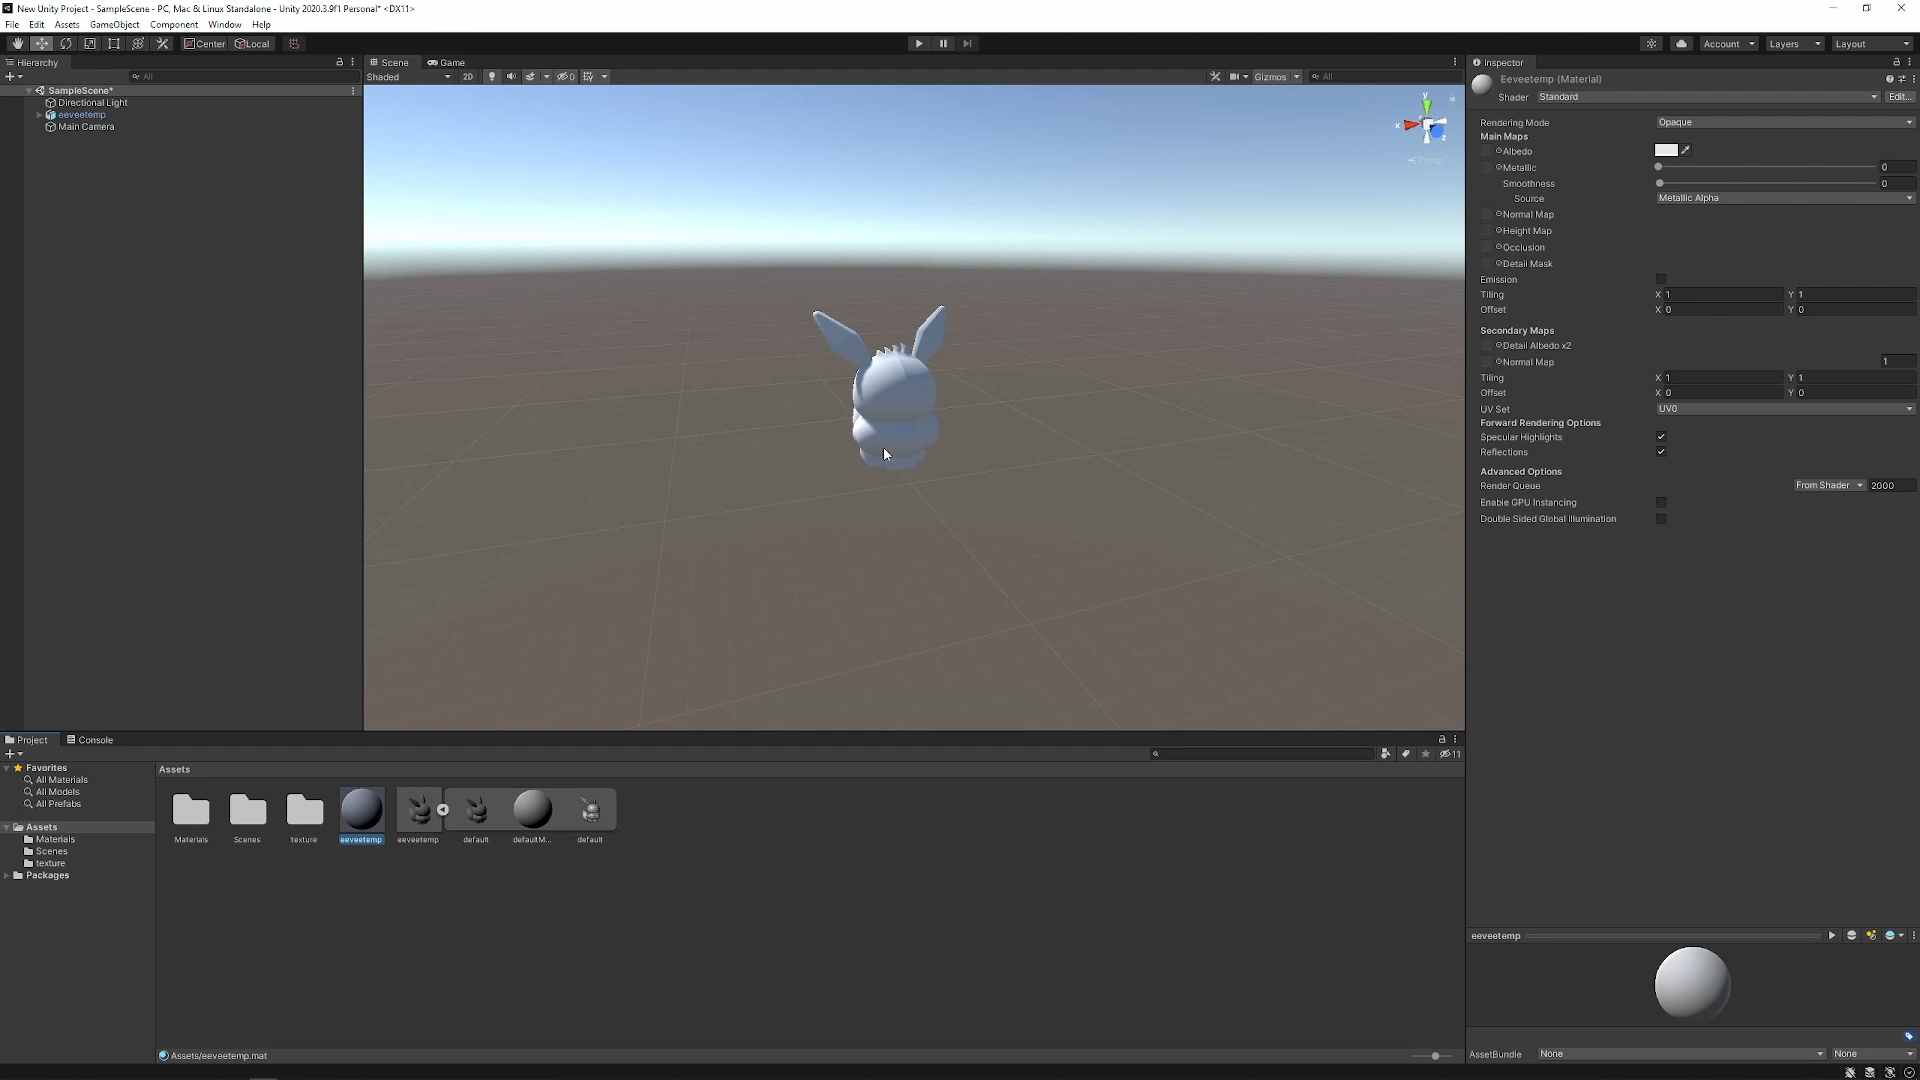 New Unity Project - SampleScene - PC, Mac & Linux Standalone - Unity 2020.3.9f1 Personal* <DX11>
File Edit Assets GameObject Component Window Help
Center Local Account Layers Layout
Hierarchy
All
SampleScene*
Directional Light
eeveetemp
Main Camera
Scene Game
Shaded 2D 0 Gizmos All
y
x
z
Persp
Inspector
Eeveetemp (Material)
Shader Standard Edit...
Rendering Mode Opaque
Main Maps
Albedo
Metallic 0
Smoothness 0
Source Metallic Alpha
Normal Map
Height Map
Occlusion
Detail Mask
Emission
Tiling X 1 Y 1
Offset X 0 Y 0
Secondary Maps
Detail Albedo x2
Normal Map 1
Tiling X 1 Y 1
Offset X 0 Y 0
UV Set UV0
Forward Rendering Options
Specular Highlights
Reflections
Advanced Options
Render Queue From Shader 2000
Enable GPU Instancing
Double Sided Global Illumination
Project Console
11
Favorites
All Materials
All Models
All Prefabs
Assets
Materials
Scenes
texture
Packages
Assets
Materials Scenes texture eeveetemp eeveetemp default defaultM... default
Assets/eeveetemp.mat
eeveetemp
AssetBundle None None